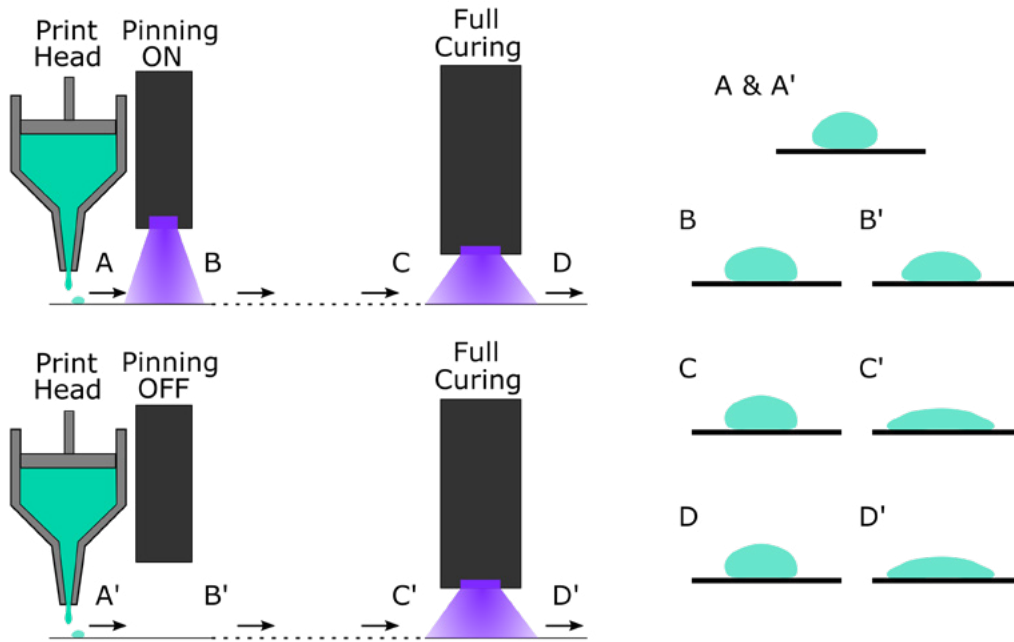 Print
Head
Pinning
ON
Full
Curing
A
B
C
D
Print
Head
Pinning
OFF
Full
Curing
A'
B'
C'
D'
A & A'
B
B'
C
C'
D
D'